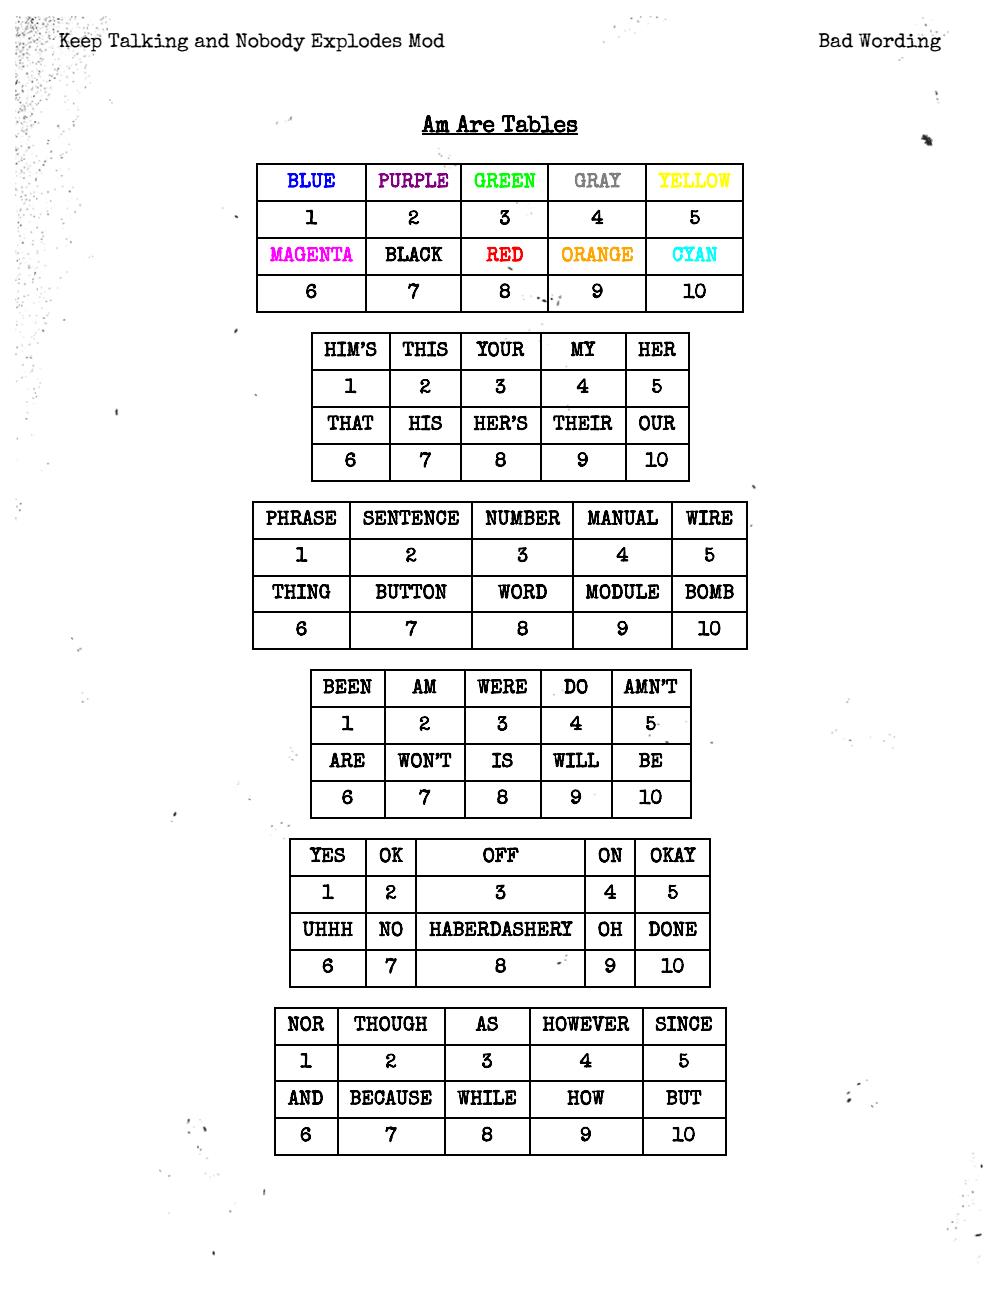 Keep Talking and Nobody Explodes Mod Bad Wording
Am Are Tables
BLUE PURPLE GREEN GRAY YELLOW
1 2 3 4 5
MAGENTA BLACK RED ORANGE CYAN
6 7 8 9 10
HIM'S THIS YOUR MY HER
1 2 3 4 5
THAT HIS HER'S THEIR OUR
6 7 8 9 10
PHRASE SENTENCE NUMBER MANUAL WIRE
1 2 3 4 5
THING BUTTON WORD MODULE BOMB
6 7 8 9 10
BEEN AM WERE DO AMN'T
1 2 3 4 5
ARE WON'T IS WILL BE
6 7 8 9 10
YES OK OFF ON OKAY
1 2 3 4 5
UHHH NO HABERDASHERY OH DONE
6 7 8 9 10
NOR THOUGH AS HOWEVER SINCE
1 2 3 4 5
AND BECAUSE WHILE HOW BUT
6 7 8 9 10